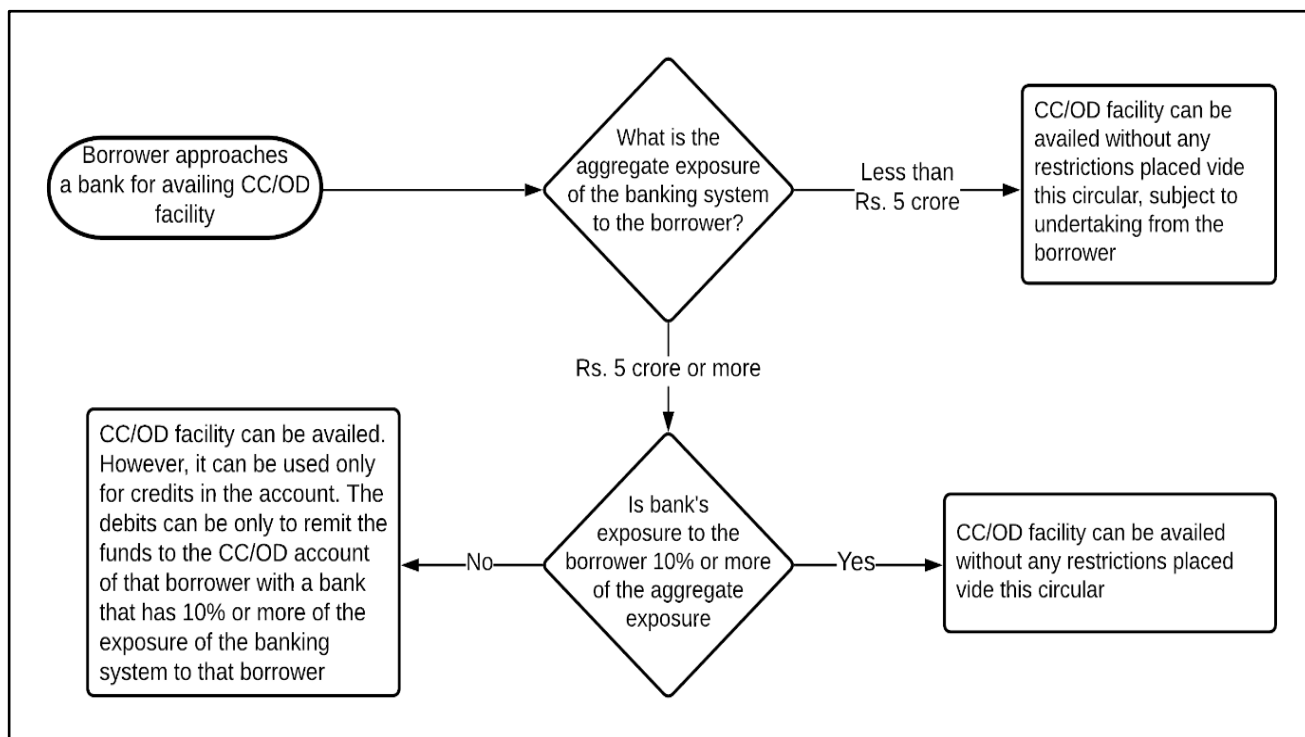 Borrower approaches
a bank for availing CC/OD
facility
What is the
aggregate exposure
of the banking system
to the borrower?
Less than
Rs. 5 crore
CC/OD facility can be
availed without any
restrictions placed vide
this circular, subject to
undertaking from the
borrower
Rs. 5 crore or more
CC/OD facility can be availed.
However, it can be used only
for credits in the account. The
debits can be only to remit the
funds to the CC/OD account
of that borrower with a bank
that has 10% or more of the
exposure of the banking
system to that borrower
No
Is bank's
exposure to the
borrower 10% or more
of the aggregate
exposure
Yes
CC/OD facility can be availed
without any restrictions placed
vide this circular